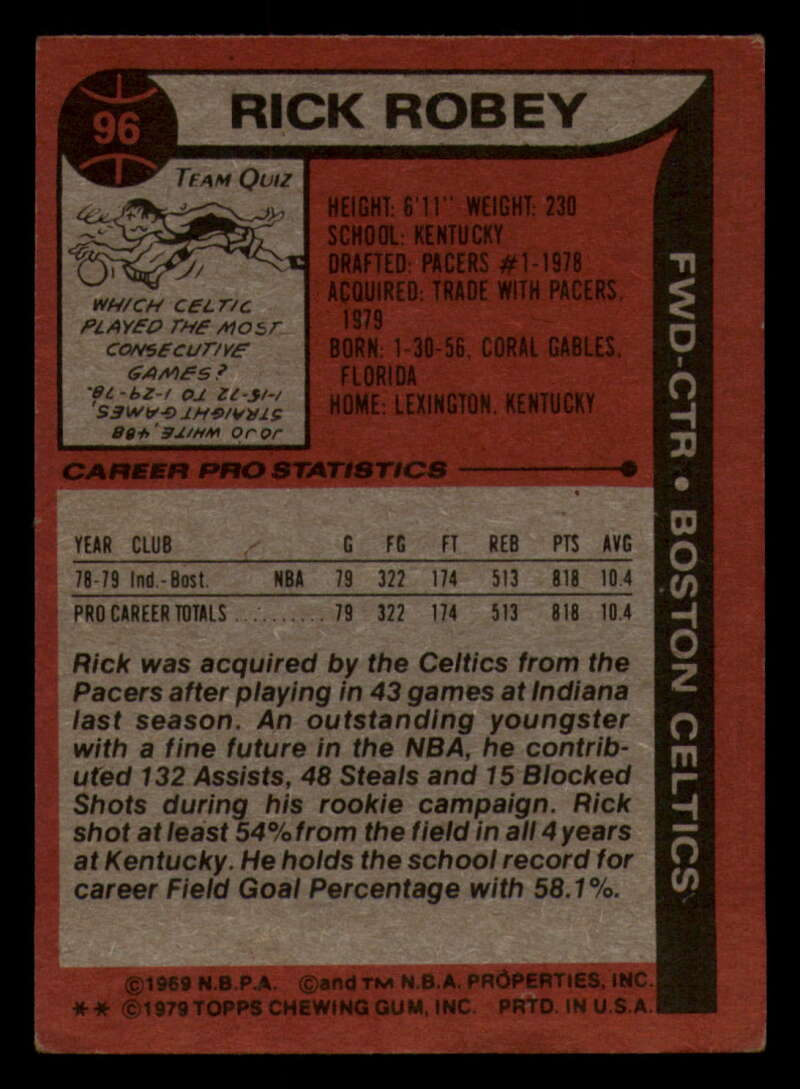 96
RICK ROBEY
TEAM QUIZ
WHICH CELTIC
PLAYED THE MOST
CONSECUTIVE
GAMES?
JO JO WHITE, 488
STRAIGHT GAMES,
1-15-72 TO 1-29-78.
HEIGHT: 6'11" WEIGHT: 230
SCHOOL: KENTUCKY
DRAFTED: PACERS #1-1978
ACQUIRED: TRADE WITH PACERS,
1979
BORN: 1-30-56, CORAL GABLES,
FLORIDA
HOME: LEXINGTON, KENTUCKY
FWD-CTR • BOSTON CELTICS
CAREER PRO STATISTICS
YEAR CLUB G FG FT REB PTS AVG
78-79 Ind.-Bost. NBA 79 322 174 513 818 10.4
PRO CAREER TOTALS .......... 79 322 174 513 818 10.4
Rick was acquired by the Celtics from the
Pacers after playing in 43 games at Indiana
last season. An outstanding youngster
with a fine future in the NBA, he contrib-
uted 132 Assists, 48 Steals and 15 Blocked
Shots during his rookie campaign. Rick
shot at least 54% from the field in all 4 years
at Kentucky. He holds the school record for
career Field Goal Percentage with 58.1%.
©1969 N.B.P.A. ©and TM N.B.A. PROPERTIES, INC.
** ©1979 TOPPS CHEWING GUM, INC. PRTD. IN U.S.A.